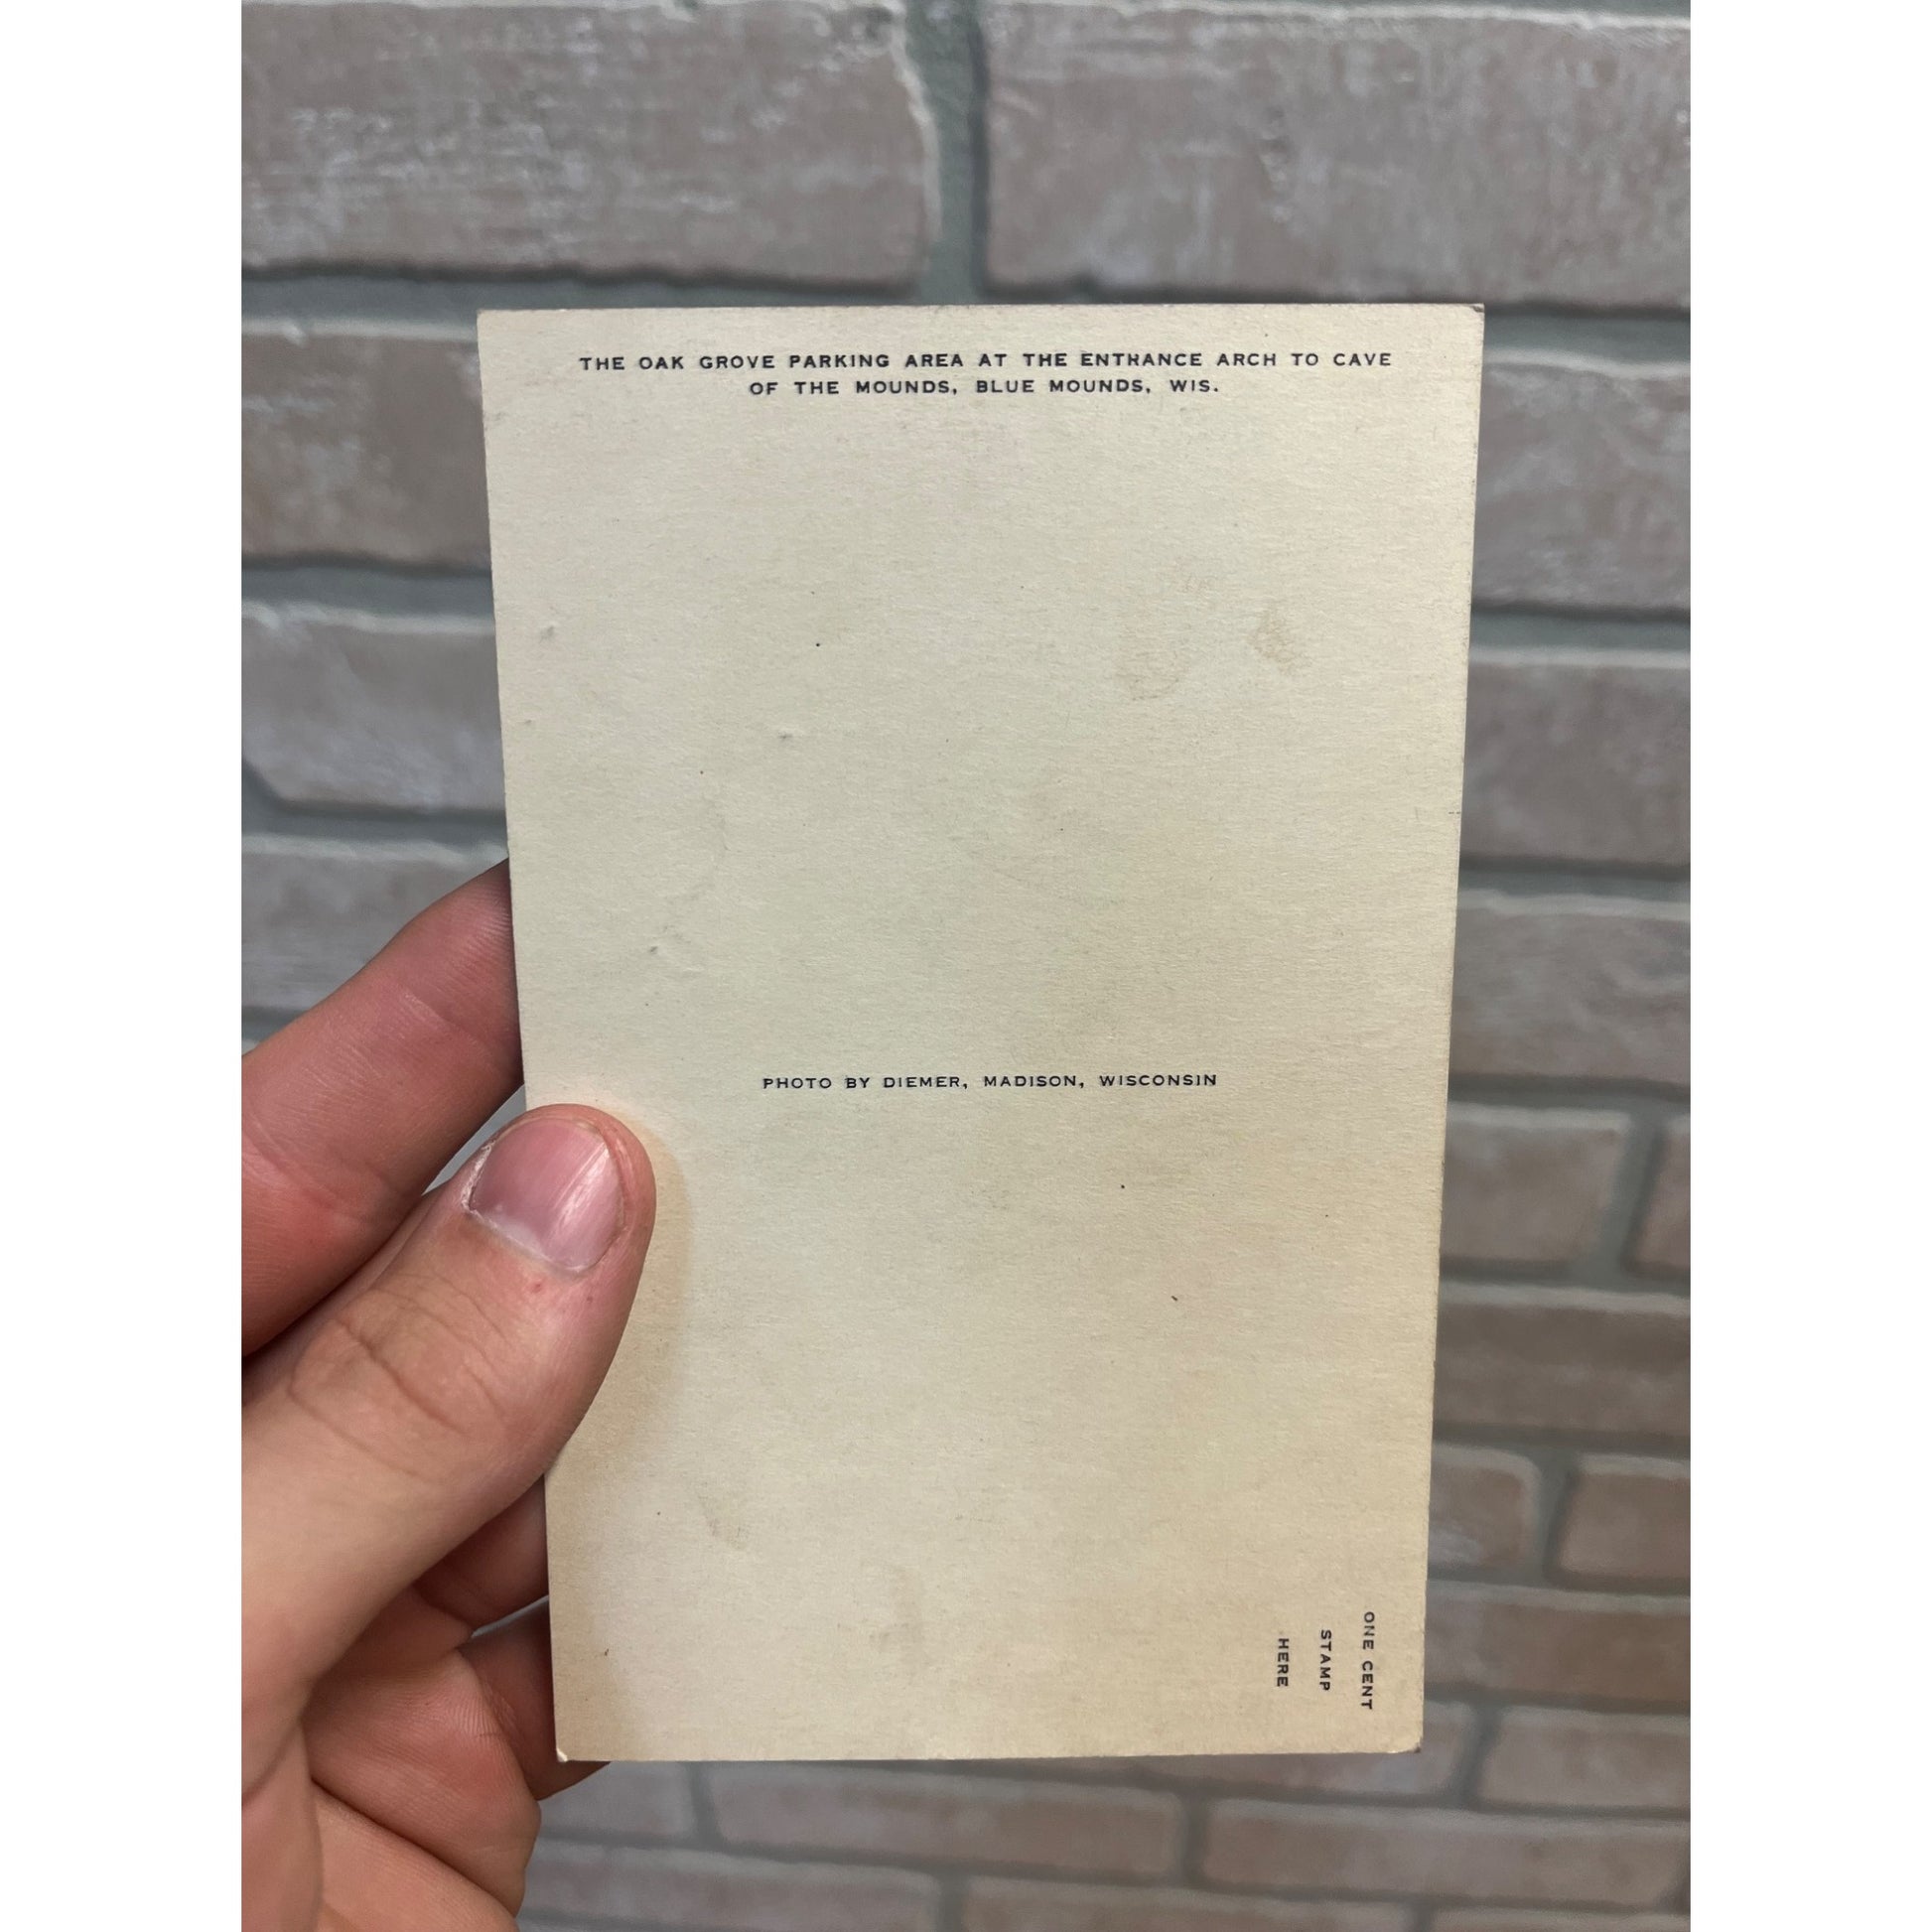 THE OAK GROVE PARKING AREA AT THE ENTRANCE ARCH TO CAVE
OF THE MOUNDS, BLUE MOUNDS, WIS.
PHOTO BY DIEMER, MADISON, WISCONSIN
ONE CENT
STAMP
HERE